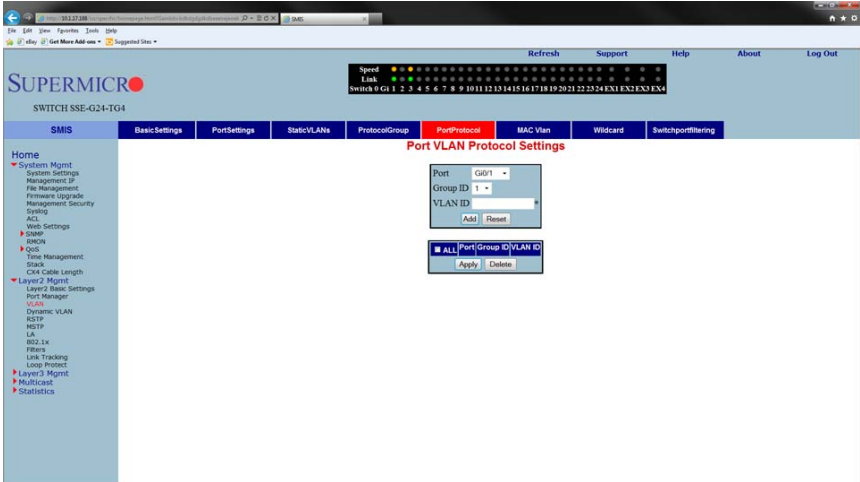 SMIS
File Edit View Favorites Tools Help
eBay Get More Add-ons Suggested Sites
Refresh Support Help About Log Out
SUPERMICRO
SWITCH SSE-G24-TG4
Speed
Link
Switch 0 Gi 1 2 3 4 5 6 7 8 9 10 11 12 13 14 15 16 17 18 19 20 21 22 23 24 EX1 EX2 EX3 EX4
SMIS BasicSettings PortSettings StaticVLANs ProtocolGroup PortProtocol MAC Vlan Wildcard Switchportfiltering
Port VLAN Protocol Settings
Home
System Mgmt
System Settings
Management IP
File Management
Firmware Upgrade
Management Security
Syslog
ACL
Web Settings
SNMP
RMON
QoS
Time Management
Stack
CX4 Cable Length
Layer2 Mgmt
Layer2 Basic Settings
Port Manager
VLAN
Dynamic VLAN
RSTP
MSTP
LA
802.1x
Filters
Link Tracking
Loop Protect
Layer3 Mgmt
Multicast
Statistics
Port Gi0/1
Group ID 1
VLAN ID *
Add Reset
ALL Port Group ID VLAN ID
Apply Delete